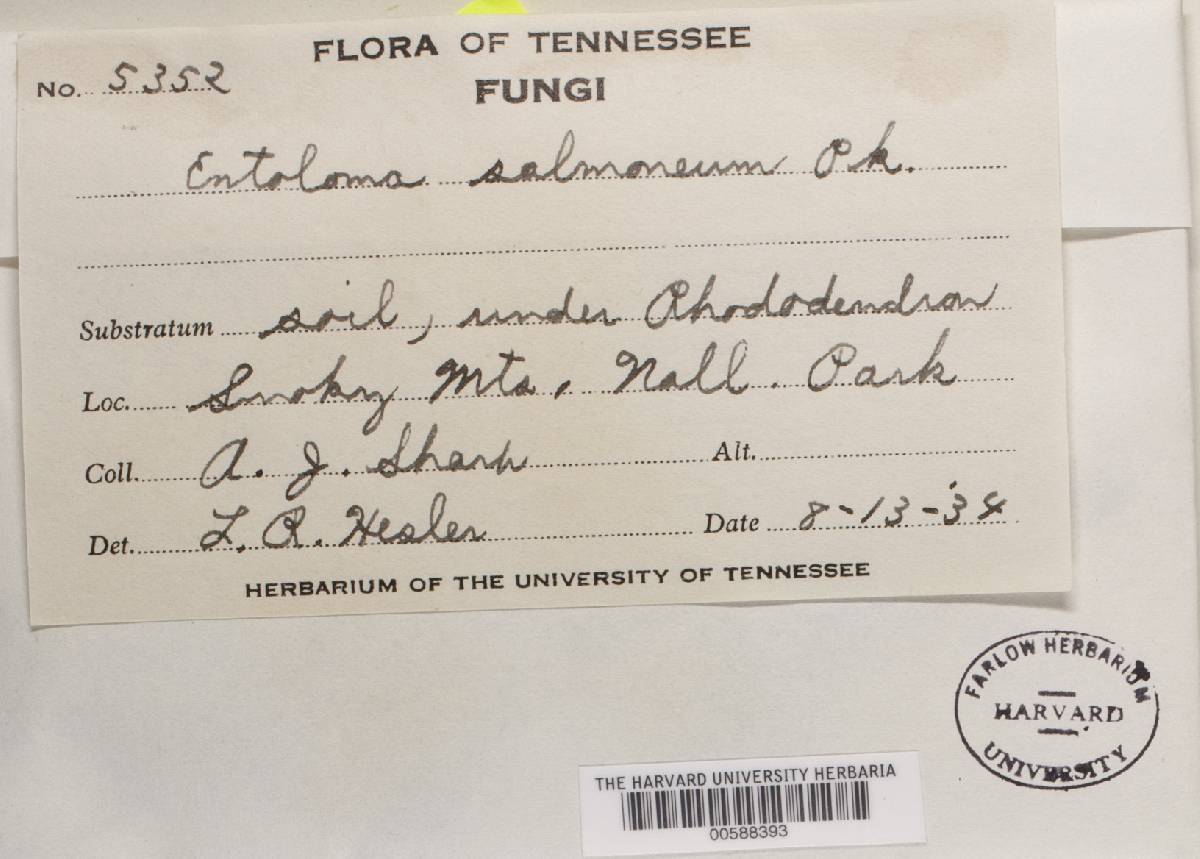 FLORA OF TENNESSEE
No. 5352
FUNGI
Entoloma salmoneum Pk.
Substratum soil, under Rhododendron
Loc. Smoky Mts. Natl. Park
Coll. A. J. Sharp Alt.
Det. L. R. Hesler Date 8-13-'34
HERBARIUM OF THE UNIVERSITY OF TENNESSEE
FARLOW HERBARIUM
HARVARD
UNIVERSITY
THE HARVARD UNIVERSITY HERBARIA
00588393